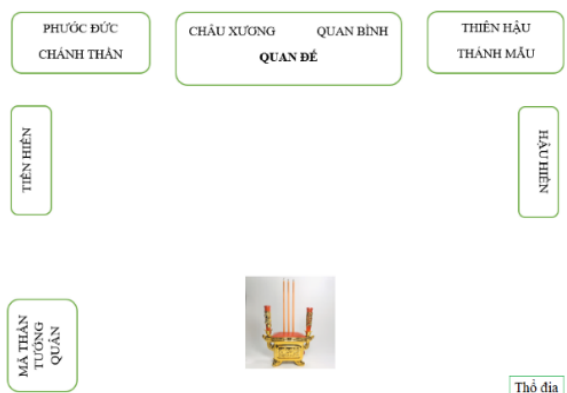 PHƯỚC ĐỨC
CHÁNH THẦN
CHÂU XƯƠNG QUAN BÌNH
QUAN ĐẾ
THIÊN HẬU
THÁNH MẪU
TIỀN HIỀN
HẬU HIỀN
MÃ THẦN
TƯỚNG
QUÂN
Thổ địa